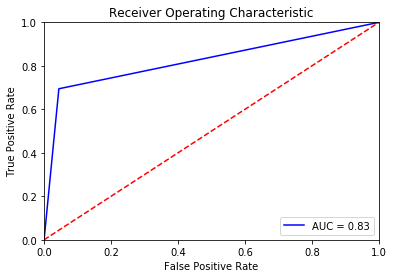 Receiver Operating Characteristic
True Positive Rate
1.0
0.8
0.6
0.4
0.2
0.0
AUC = 0.83
0.0 0.2 0.4 0.6 0.8 1.0
False Positive Rate